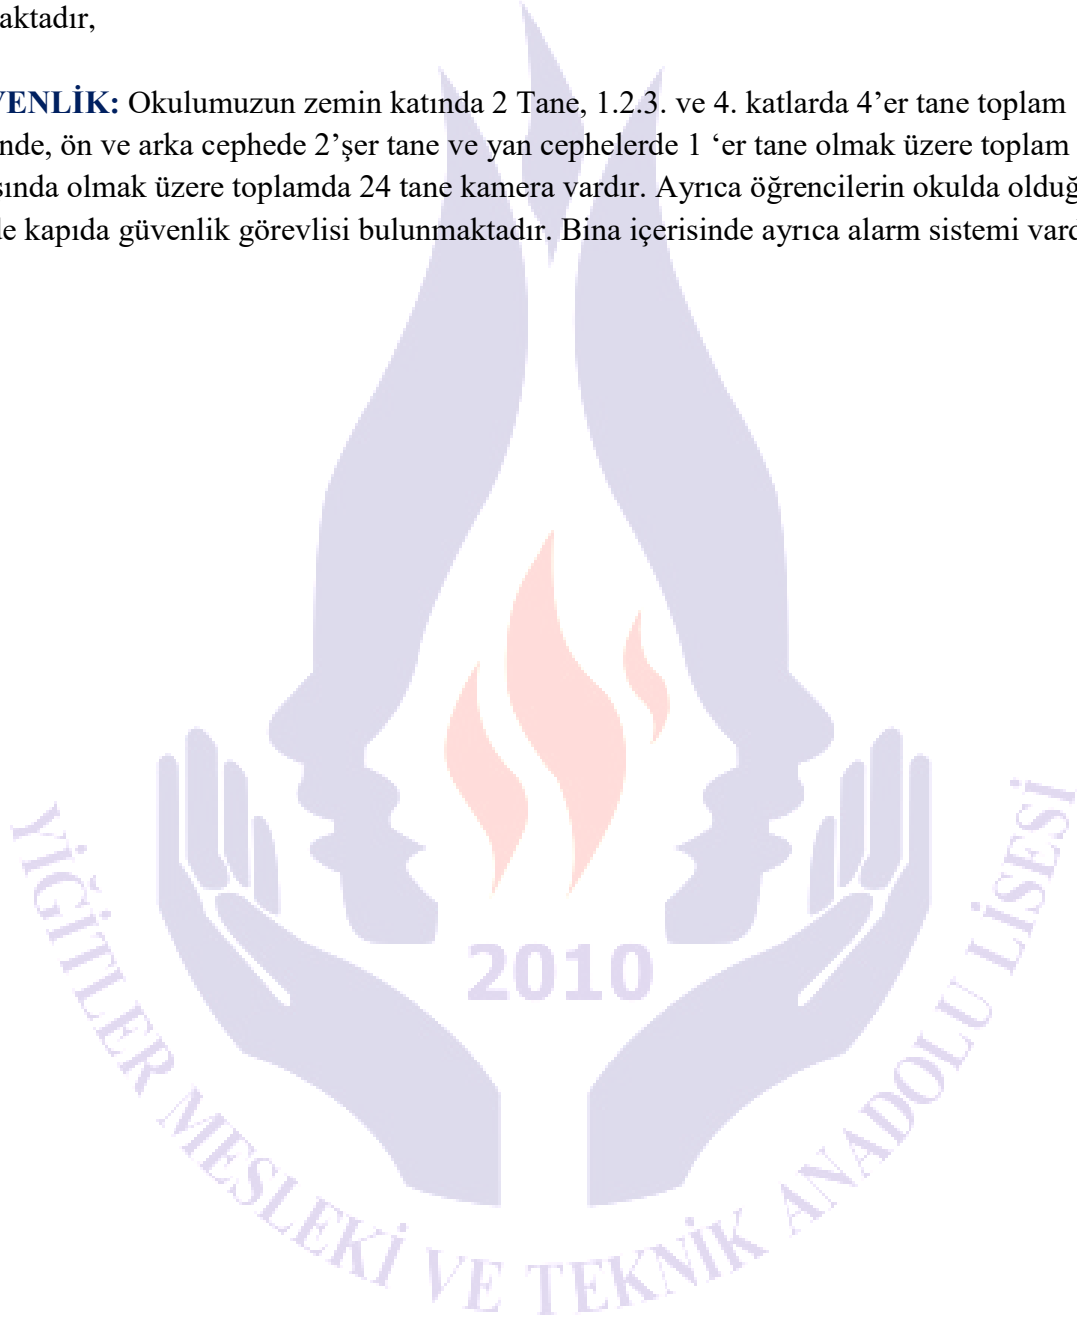 aktadır,
VENLİK: Okulumuzun zemin katında 2 Tane, 1.2.3. ve 4. katlarda 4’er tane toplam
nde, ön ve arka cephede 2’şer tane ve yan cephelerde 1 ‘er tane olmak üzere toplam
sında olmak üzere toplamda 24 tane kamera vardır. Ayrıca öğrencilerin okulda olduğ
de kapıda güvenlik görevlisi bulunmaktadır. Bina içerisinde ayrıca alarm sistemi vard
2010
YİĞİTLER MESLEKİ VE TEKNİK ANADOLU LİSESİ